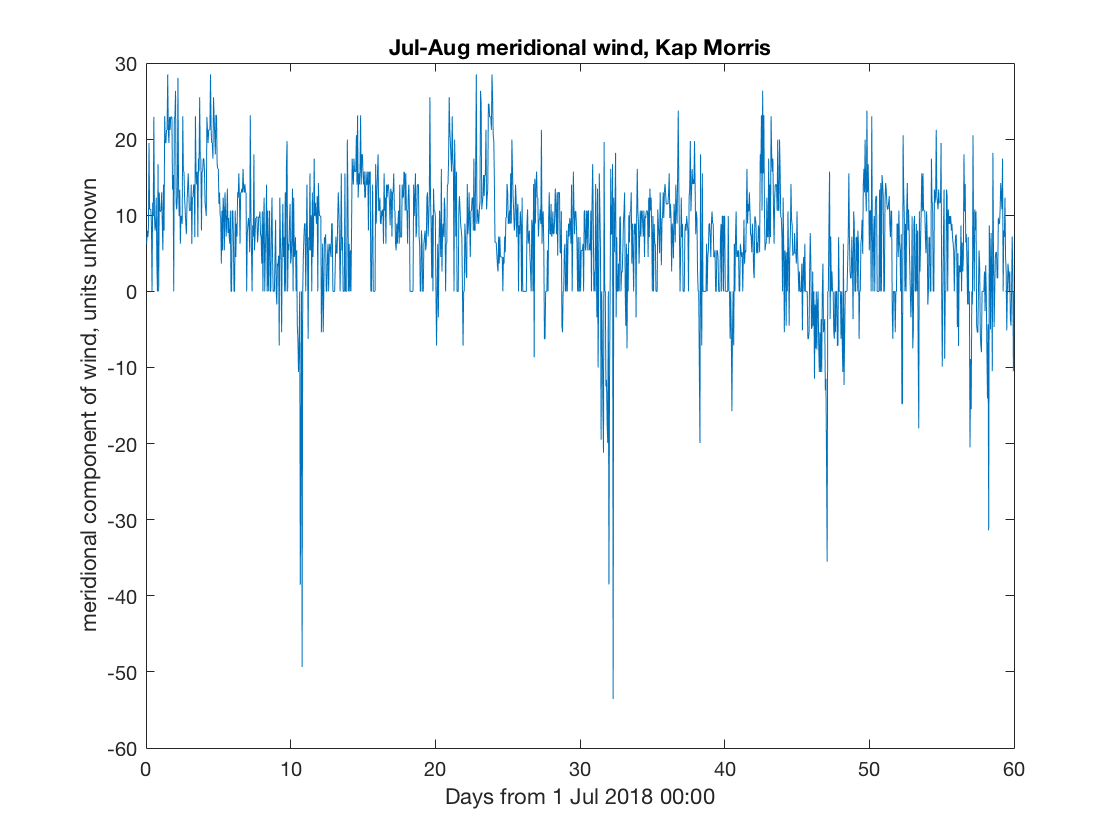 Jul-Aug meridional wind, Kap Morris
meridional component of wind, units unknown
30
20
10
0
-10
-20
-30
-40
-50
-60
0 10 20 30 40 50 60
Days from 1 Jul 2018 00:00